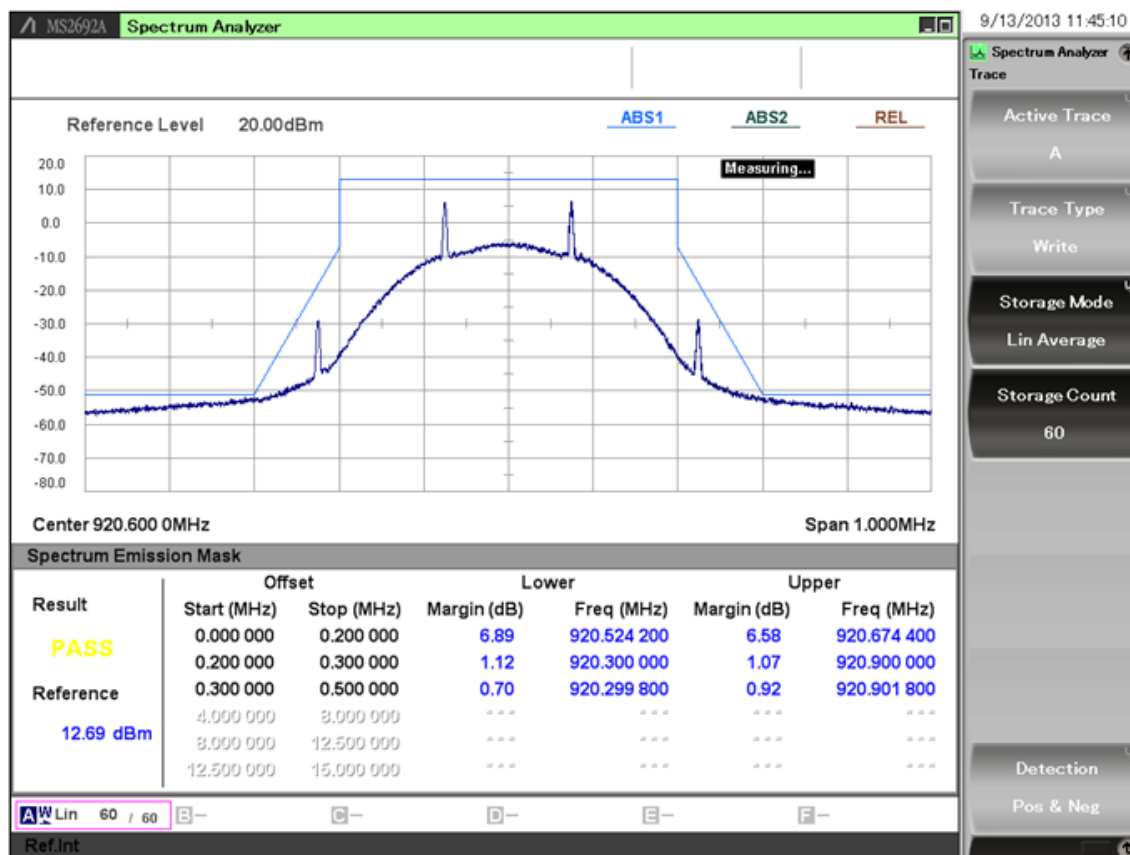 MS2692A Spectrum Analyzer
9/13/2013 11:45:10
Spectrum Analyzer
Trace
Active Trace
A
Trace Type
Write
Storage Mode
Lin Average
Storage Count
60
Detection
Pos & Neg
Reference Level 20.00dBm
ABS1 ABS2 REL
Measuring...
20.0
10.0
0.0
-10.0
-20.0
-30.0
-40.0
-50.0
-60.0
-70.0
-80.0
Center 920.600 0MHz Span 1.000MHz
Spectrum Emission Mask
Result
PASS
Reference
12.69 dBm
Offset Lower Upper
Start (MHz) Stop (MHz) Margin (dB) Freq (MHz) Margin (dB) Freq (MHz)
0.000 000 0.200 000 6.89 920.524 200 6.58 920.674 400
0.200 000 0.300 000 1.12 920.300 000 1.07 920.900 000
0.300 000 0.500 000 0.70 920.299 800 0.92 920.901 800
4.000 000 8.000 000 *** *** *** ***
8.000 000 12.500 000 *** *** *** ***
12.500 000 15.000 000 *** *** *** ***
A W Lin 60 / 60 B- C- D- E- F-
Ref.Int